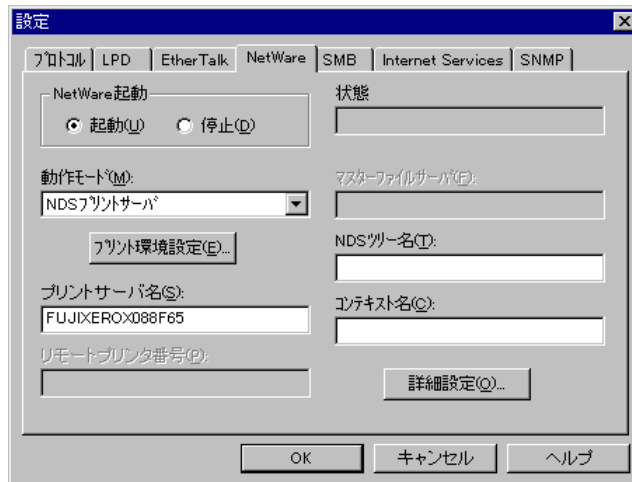 設定
プロトコル LPD EtherTalk NetWare SMB Internet Services SNMP
NetWare起動
起動(U) 停止(D)
動作モード(M):
NDSプリントサーバ
プリント環境設定(E)...
プリントサーバ名(S):
FUJIXEROX088F65
リモートプリンタ番号(P):
状態
マスターファイルサーバ(F):
NDSツリー名(T):
コンテキスト名(C):
詳細設定(O)...
OK キャンセル ヘルプ